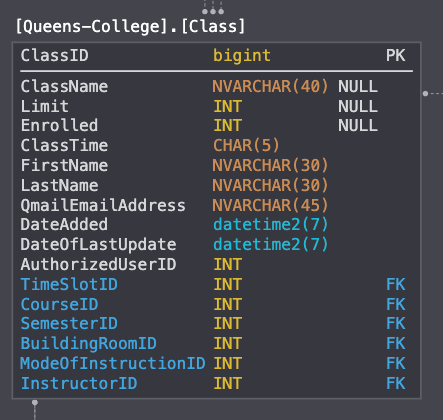 [Queens-College].[Class]
ClassID bigint PK
ClassName NVARCHAR(40) NULL
Limit INT NULL
Enrolled INT NULL
ClassTime CHAR(5)
FirstName NVARCHAR(30)
LastName NVARCHAR(30)
QmailEmailAddress NVARCHAR(45)
DateAdded datetime2(7)
DateOfLastUpdate datetime2(7)
AuthorizedUserID INT
TimeSlotID INT FK
CourseID INT FK
SemesterID INT FK
BuildingRoomID INT FK
ModeOfInstructionID INT FK
InstructorID INT FK